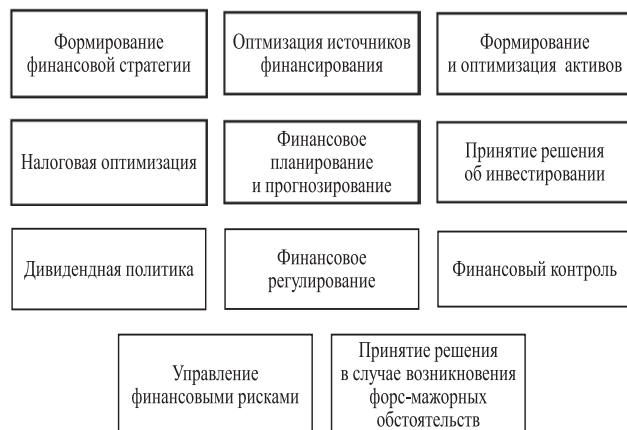 Формирование
финансовой стратегии
Оптмизация источников
финансирования
Формирование
и оптимизация активов
Налоговая оптимизация
Финансовое
планирование
и прогнозирование
Принятие решения
об инвестировании
Дивидендная политика
Финансовое
регулирование
Финансовый контроль
Управление
финансовыми рисками
Принятие решения
в случае возникновения
форс-мажорных
обстоятельств